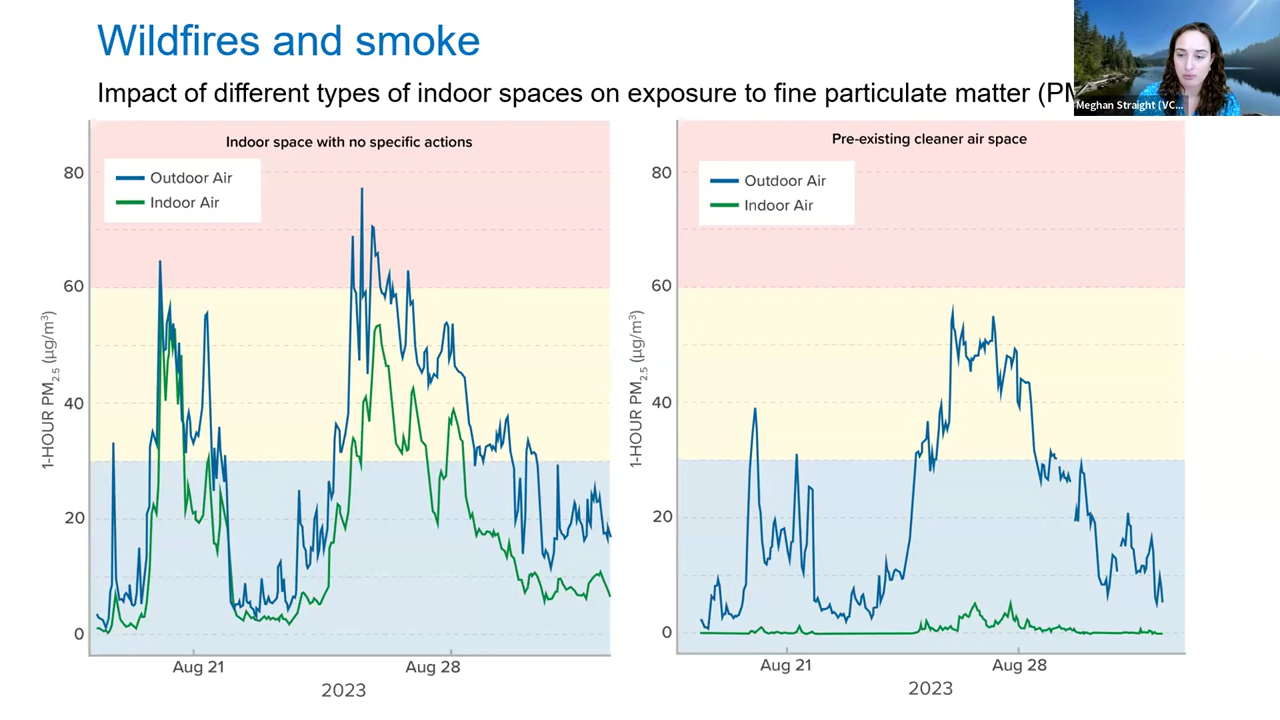 Wildfires and smoke
Impact of different types of indoor spaces on exposure to fine particulate matter (PM
Meghan Straight (VC...
Indoor space with no specific actions
Outdoor Air
Indoor Air
80
60
40
20
0
1-HOUR PM2.5 (µg/m³)
Aug 21
Aug 28
2023
Pre-existing cleaner air space
Outdoor Air
Indoor Air
80
60
40
20
0
1-HOUR PM2.5 (µg/m³)
Aug 21
Aug 28
2023